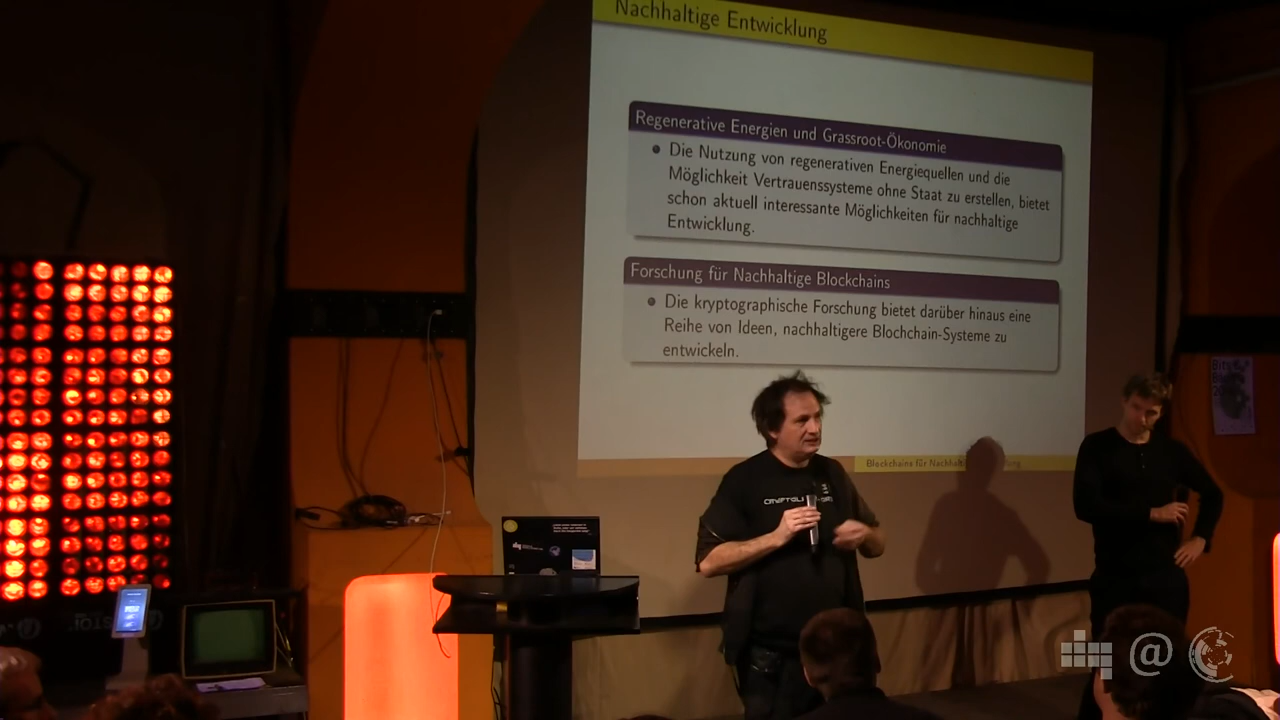 Nachhaltige Entwicklung
Regenerative Energien und Grassroot-Ökonomie
Die Nutzung von regenerativen Energiequellen und die
Möglichkeit Vertrauenssysteme ohne Staat zu erstellen, bietet
schon aktuell interessante Möglichkeiten für nachhaltige
Entwicklung.
Forschung für Nachhaltige Blockchains
Die kryptographische Forschung bietet darüber hinaus eine
Reihe von Ideen, nachhaltigere Blochchain-Systeme zu
entwickeln.
Blockchains für
@